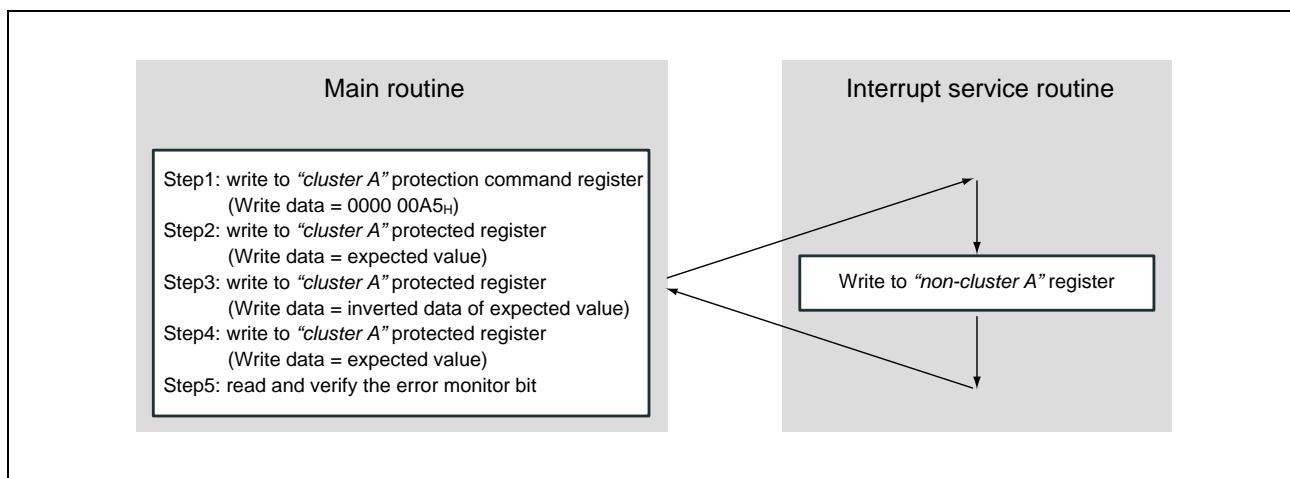 Main routine
Step1: write to “cluster A” protection command register
(Write data = 0000 00A5H)
Step2: write to “cluster A” protected register
(Write data = expected value)
Step3: write to “cluster A” protected register
(Write data = inverted data of expected value)
Step4: write to “cluster A” protected register
(Write data = expected value)
Step5: read and verify the error monitor bit
Interrupt service routine
Write to “non-cluster A” register